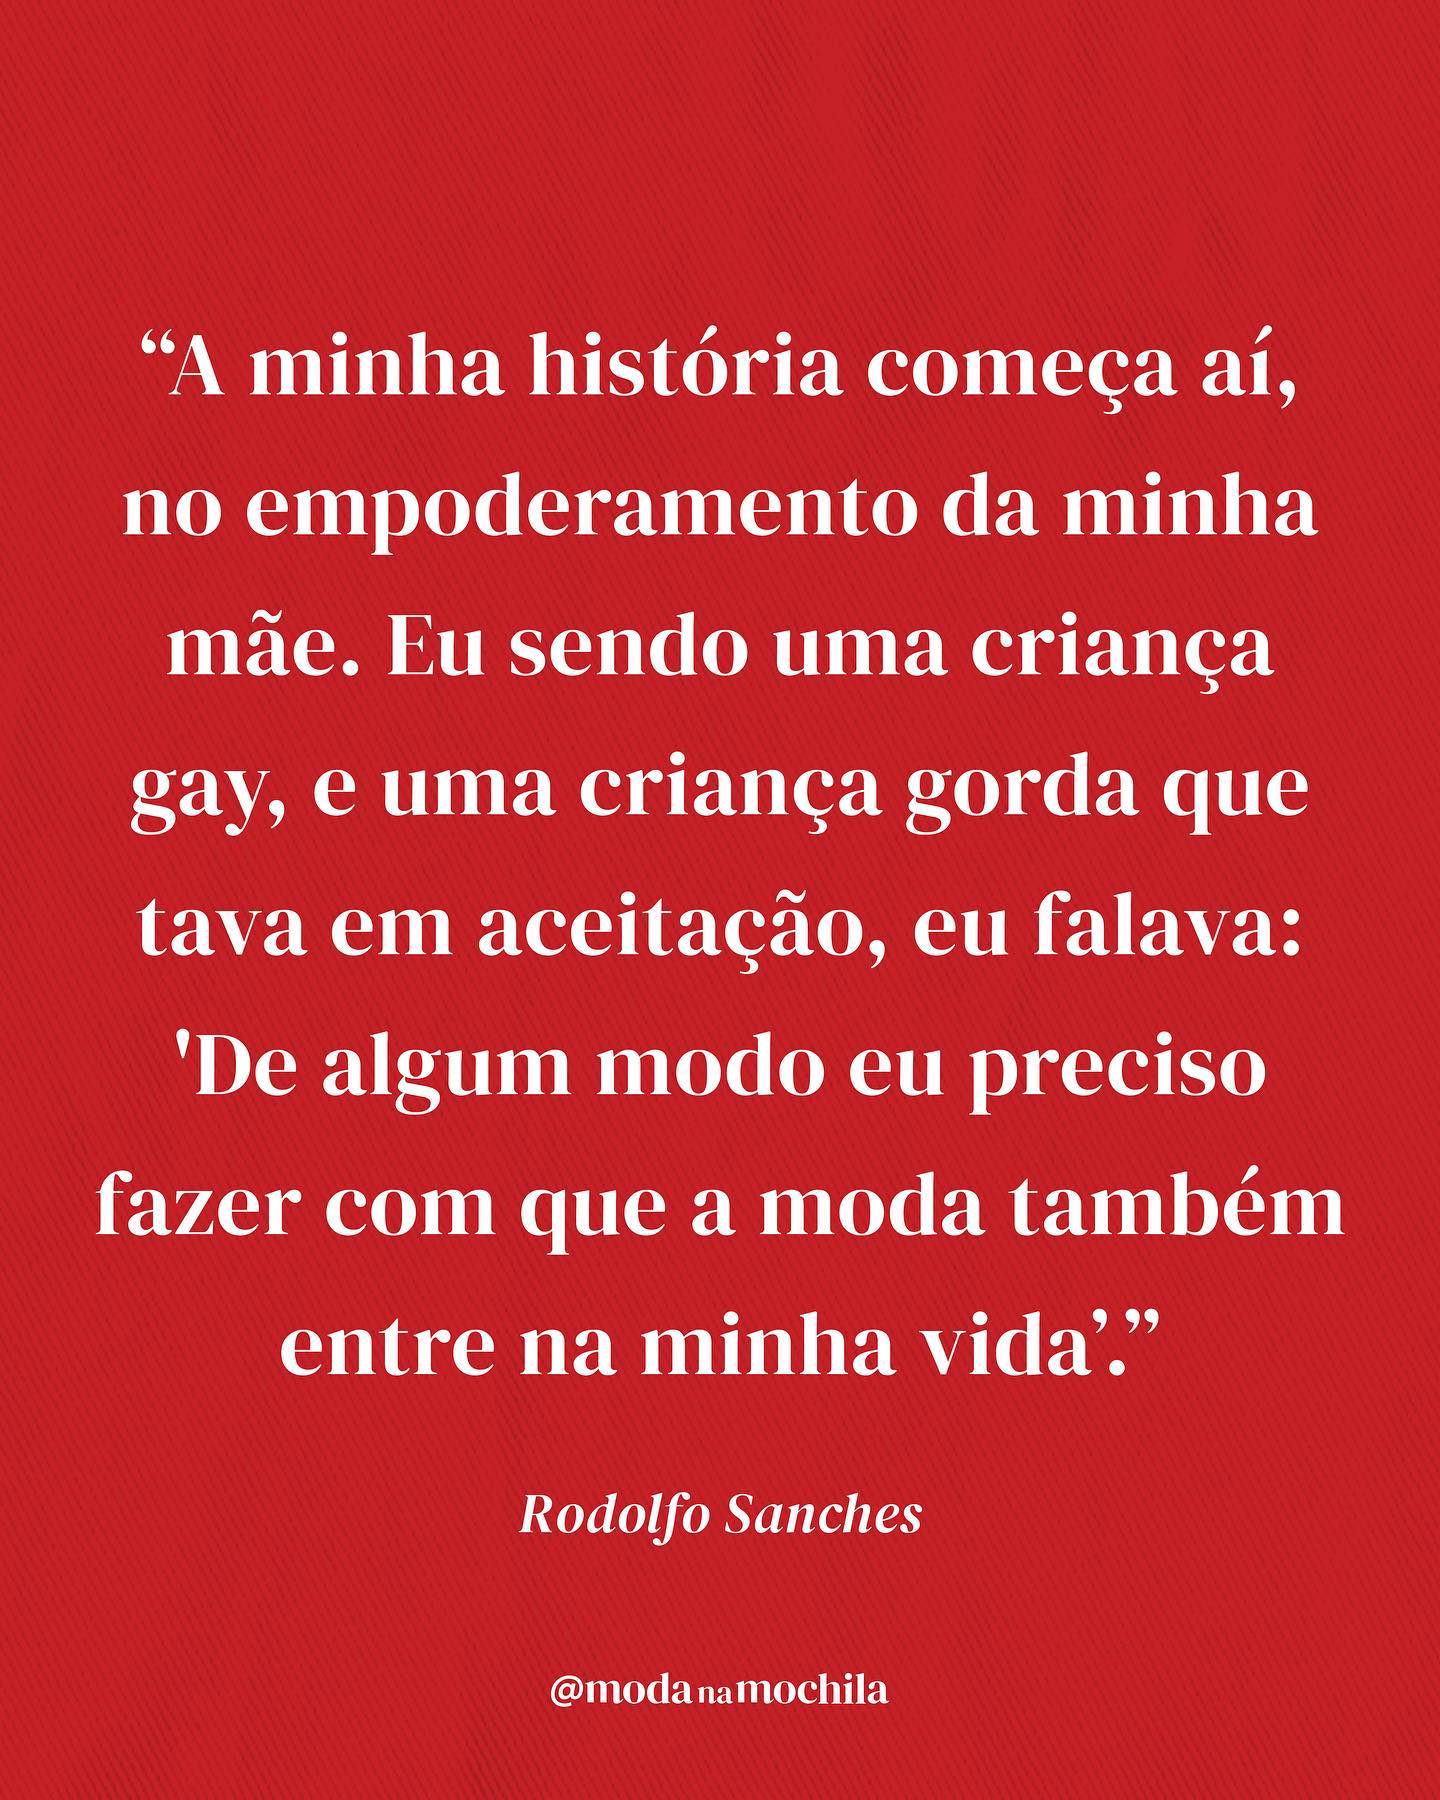 “A minha história começa aí,
no empoderamento da minha
mãe. Eu sendo uma criança
gay, e uma criança gorda que
tava em aceitação, eu falava:
'De algum modo eu preciso
fazer com que a moda também
entre na minha vida’.”
Rodolfo Sanches
@modanamochila